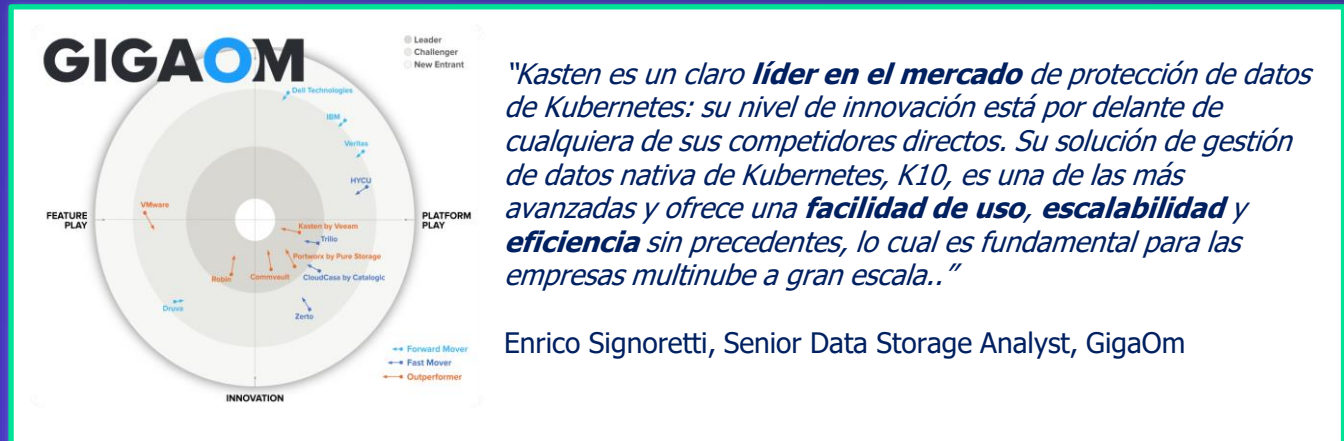 GIGAOM
Leader
Challenger
New Entrant
Dell Technologies
IBM
Veritas
HYCU
VMware
FEATURE
PLAY
PLATFORM
PLAY
Kasten by Veeam
Trilio
Portworx by Pure Storage
Robin
Commvault
CloudCasa by Catalogic
Druva
Zerto
Forward Mover
Fast Mover
Outperformer
INNOVATION
“Kasten es un claro líder en el mercado de protección de datos
de Kubernetes: su nivel de innovación está por delante de
cualquiera de sus competidores directos. Su solución de gestión
de datos nativa de Kubernetes, K10, es una de las más
avanzadas y ofrece una facilidad de uso, escalabilidad y
eficiencia sin precedentes, lo cual es fundamental para las
empresas multinube a gran escala..”
Enrico Signoretti, Senior Data Storage Analyst, GigaOm